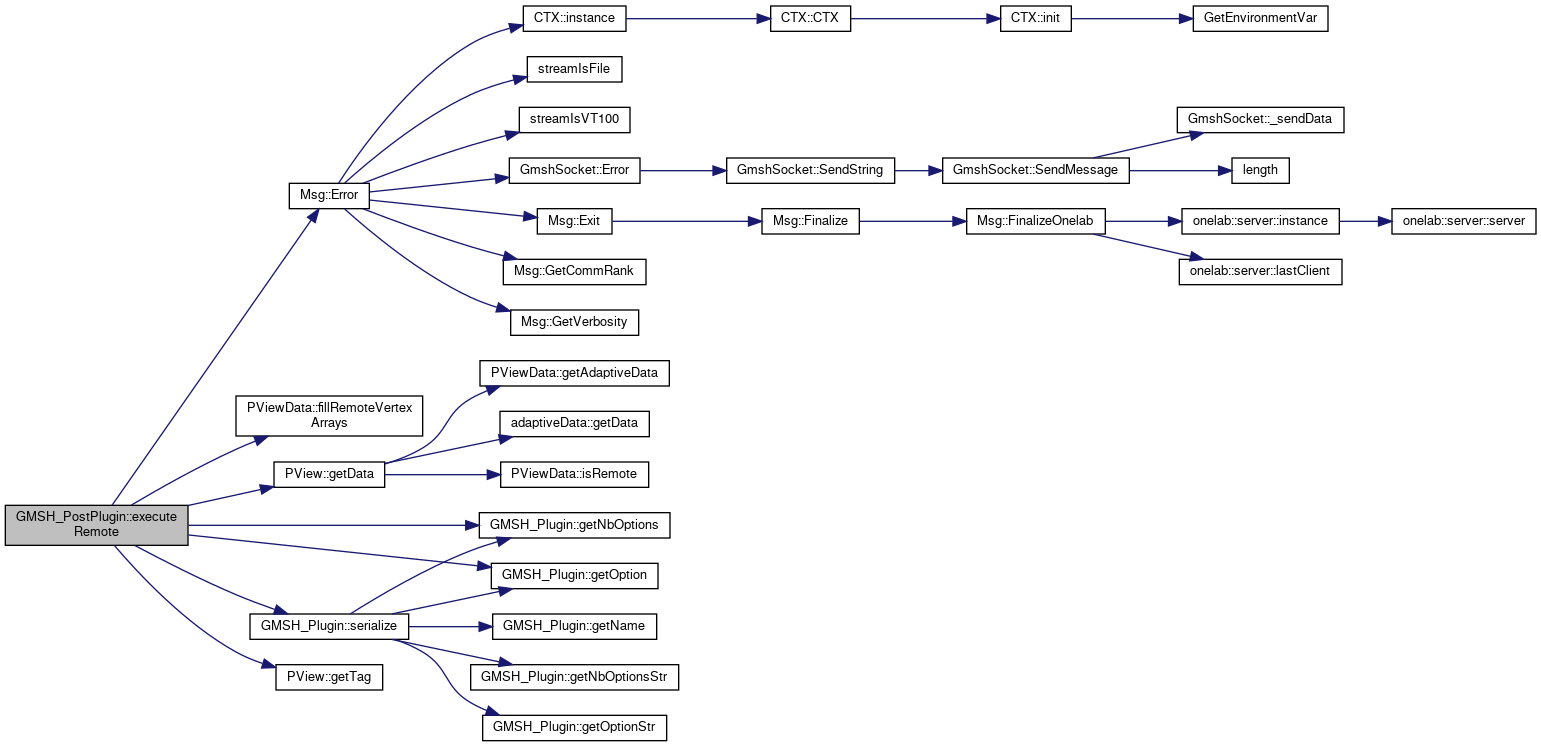 CTX::instance
CTX::CTX
CTX::init
GetEnvironmentVar
streamIsFile
streamIsVT100
GmshSocket::_sendData
GmshSocket::Error
GmshSocket::SendString
GmshSocket::SendMessage
length
Msg::Error
Msg::Exit
Msg::Finalize
Msg::FinalizeOnelab
onelab::server::instance
onelab::server::server
Msg::GetCommRank
onelab::server::lastClient
Msg::GetVerbosity
PViewData::getAdaptiveData
PViewData::fillRemoteVertex
Arrays
adaptiveData::getData
PView::getData
PViewData::isRemote
GMSH_PostPlugin::execute
Remote
GMSH_Plugin::getNbOptions
GMSH_Plugin::getOption
GMSH_Plugin::serialize
GMSH_Plugin::getName
PView::getTag
GMSH_Plugin::getNbOptionsStr
GMSH_Plugin::getOptionStr